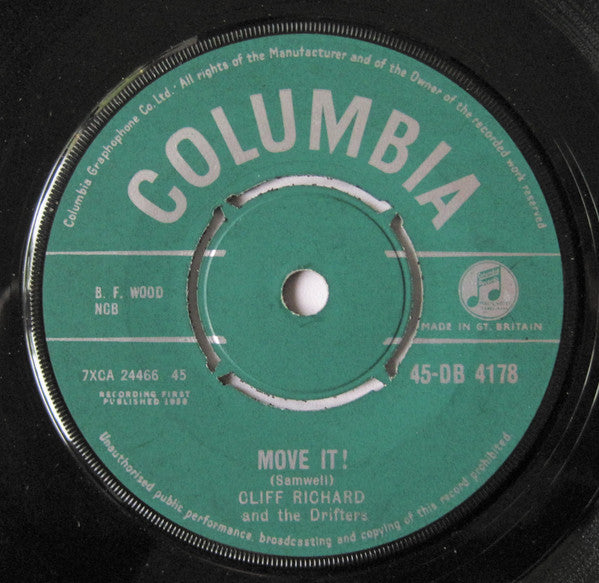 Columbia Graphophone Co. Ltd. · All rights of the Manufacturer and of the Owner of the recorded work reserved
COLUMBIA
B. F. WOOD
NCB
MADE IN GT. BRITAIN
7XCA 24466 45
45-DB 4178
RECORDING FIRST
PUBLISHED 1958
MOVE IT!
(Samwell)
CLIFF RICHARD
and the Drifters
Unauthorised public performance, broadcasting and copying of this record prohibited